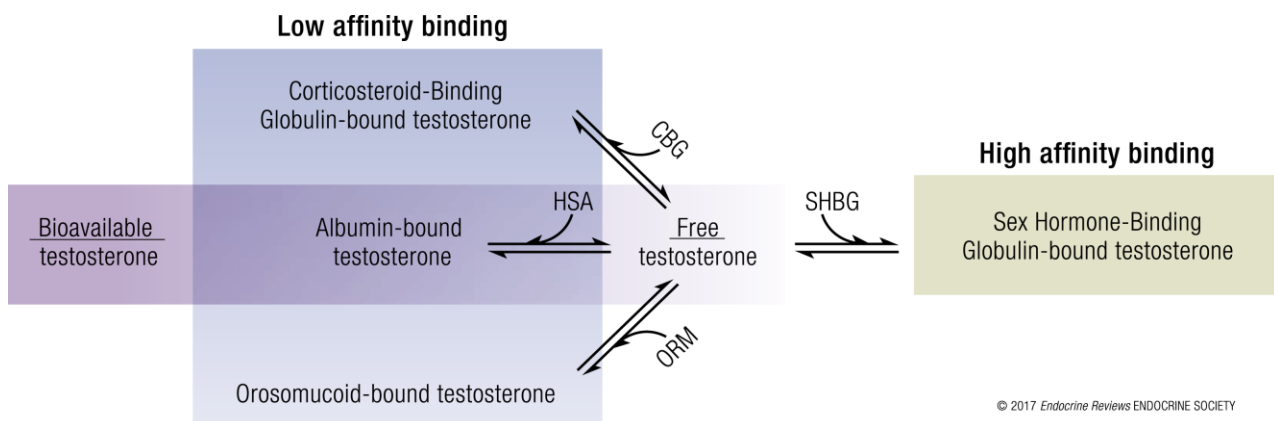 Low affinity binding
Corticosteroid-Binding
Globulin-bound testosterone
CBG
High affinity binding
Bioavailable
testosterone
Albumin-bound
testosterone
HSA
Free
testosterone
SHBG
Sex Hormone-Binding
Globulin-bound testosterone
ORM
Orosomucoid-bound testosterone
© 2017 Endocrine Reviews ENDOCRINE SOCIETY